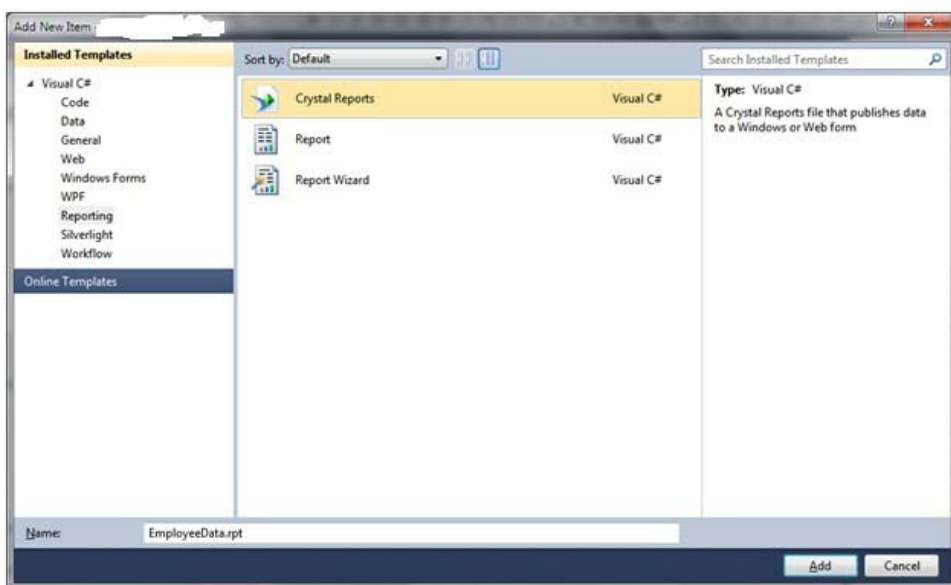 Add New Item
Installed Templates
Visual C#
Code
Data
General
Web
Windows Forms
WPF
Reporting
Silverlight
Workflow
Online Templates
Sort by: Default
Search Installed Templates
Crystal Reports Visual C#
Report Visual C#
Report Wizard Visual C#
Type: Visual C#
A Crystal Reports file that publishes data
to a Windows or Web form
Name: EmployeeData.rpt
Add Cancel